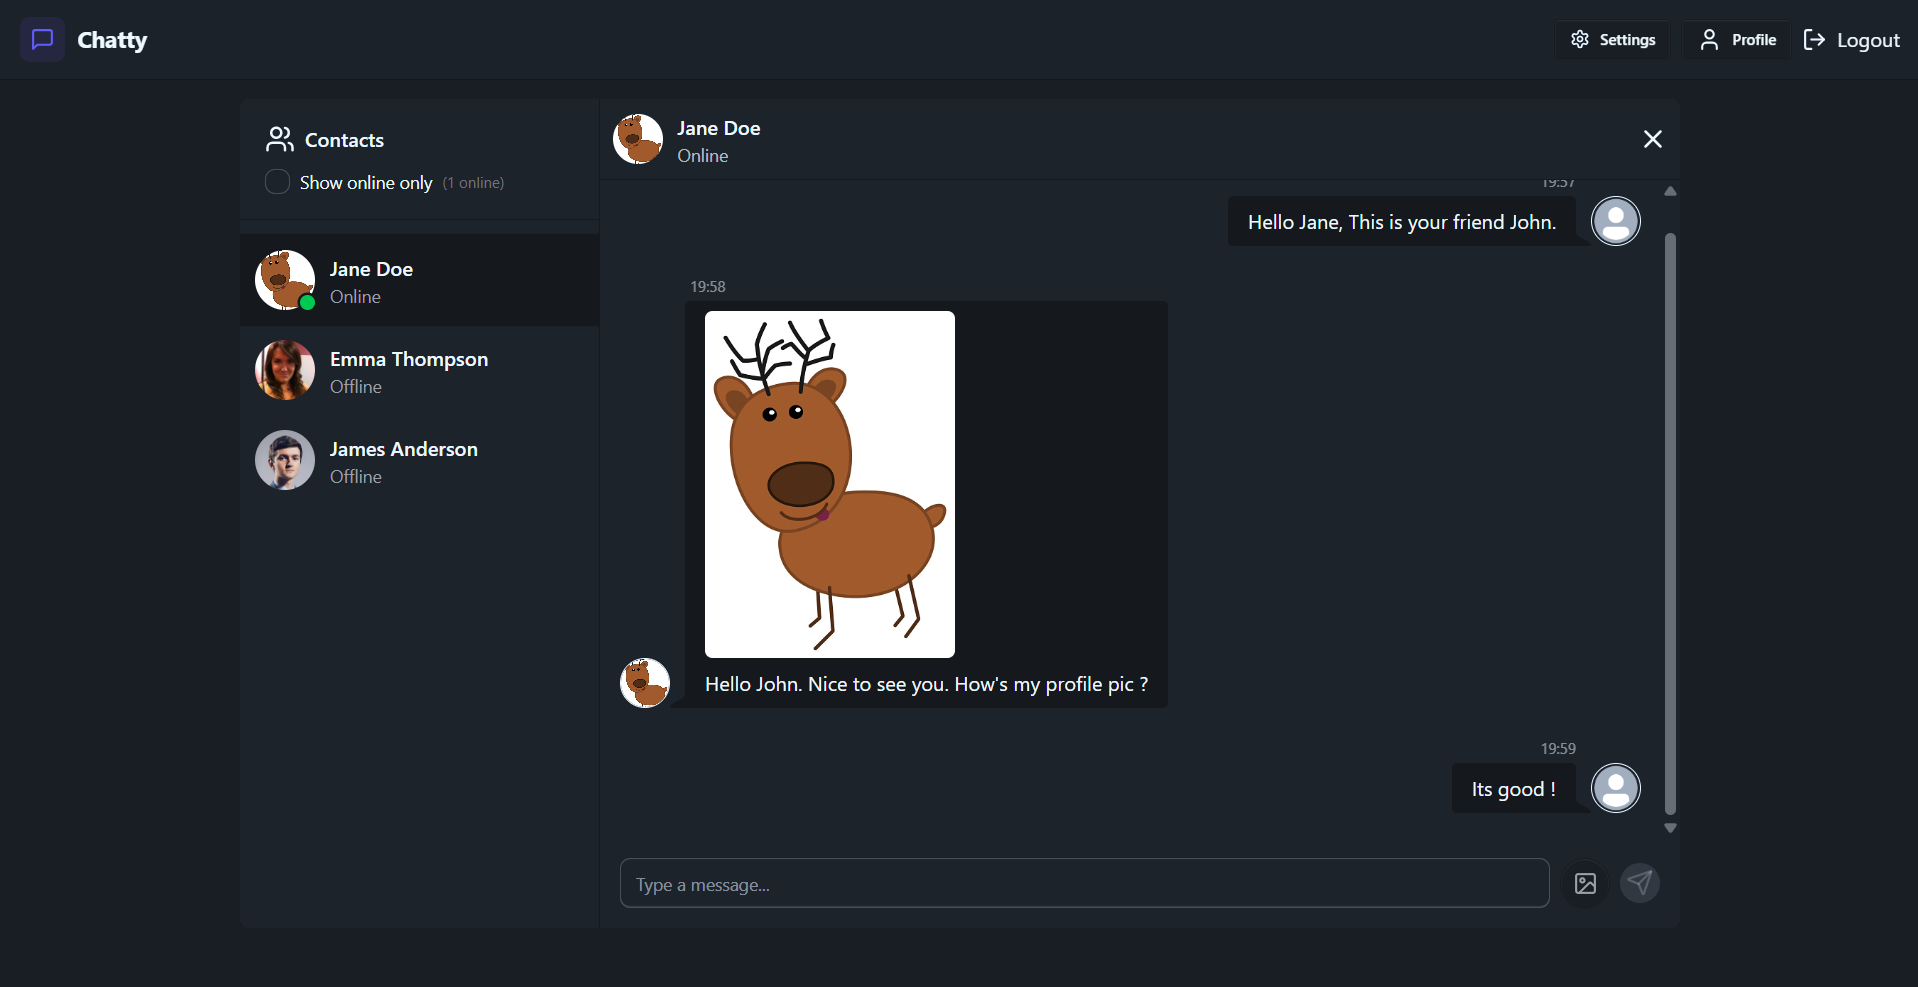 Chatty
Settings
Profile
Logout
Contacts
Show online only (1 online)
Jane Doe
Online
Emma Thompson
Offline
James Anderson
Offline
Jane Doe
Online
19:57
Hello Jane, This is your friend John.
19:58
Hello John. Nice to see you. How's my profile pic ?
19:59
Its good !
Type a message...